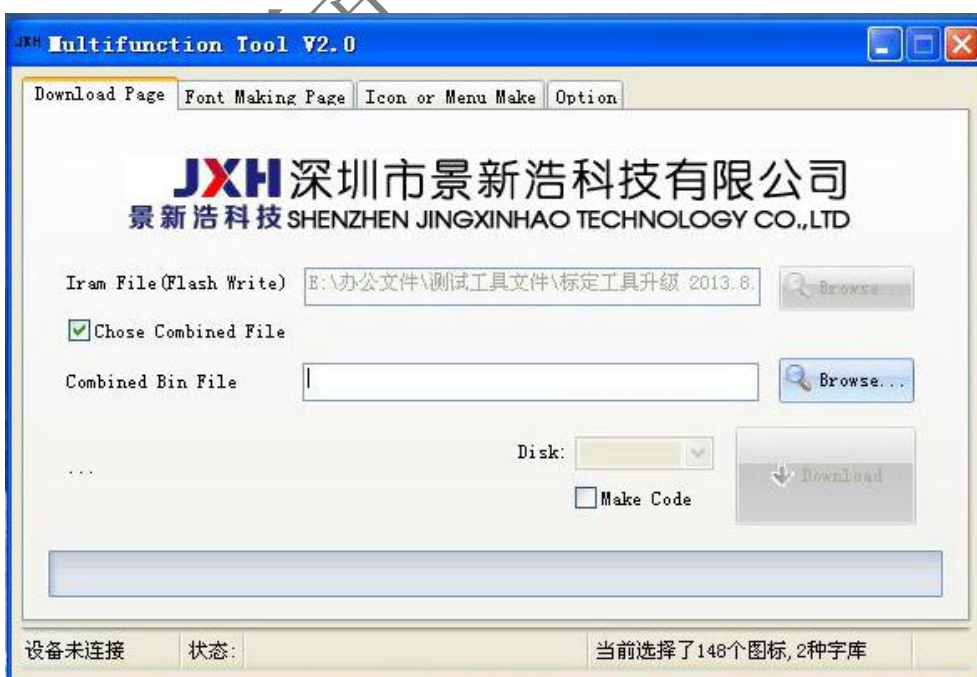 JXH Multifunction Tool V2.0
Download Page Font Making Page Icon or Menu Make Option
JXH 深圳市景新浩科技有限公司
景新浩科技 SHENZHEN JINGXINHAO TECHNOLOGY CO.,LTD
Iram File(Flash Write) E:\办公文件\测试工具文件\标定工具升级 2013.8. Browse...
Chose Combined File
Combined Bin File Browse...
Disk:
... Download
Make Code
设备未连接 状态: 当前选择了148个图标,2种字库